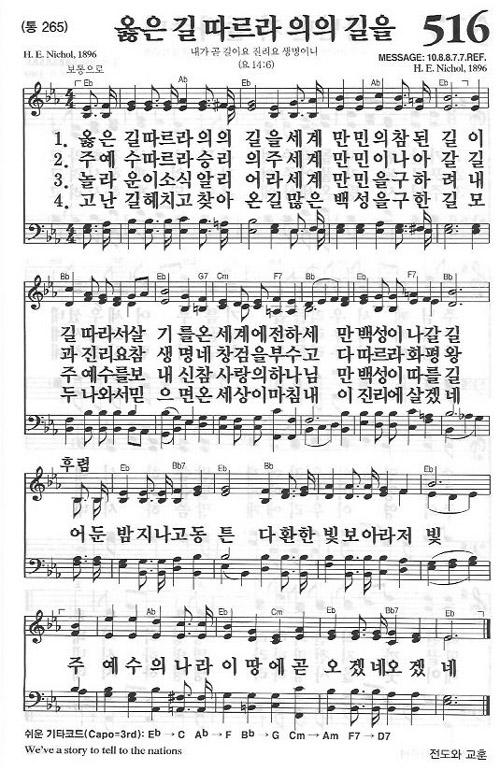 (통 265)
옳은 길 따르라 의의 길을
516
내가 곧 길이요 진리요 생명이니
(요 14:6)
H. E. Nichol, 1896
MESSAGE: 10.8.8.7.7.REF.
H. E. Nichol, 1896
보통으로
Eb Ab Eb Bb Eb
1. 옳은 길따르라의의 길을세계 만민의참된 길이
2. 주예 수따르라승리 의주세계 만민이나아 갈길
3. 놀라 운이소식알리 어라세계 만민을구하 려내
4. 고난 길헤치고찾아 온길많은 백성을구한 길모
Bb Eb G7 Cm F7 Bb Eb F7 Bb
길따라서살 기를온세계에전하세 만백성이나갈길
과진리요참 생명네창검을부수고 다따르라화평왕
주예수를보 내신참사랑의하나님 만백성이따를길
두나와서믿 으면온세상이마침내 이진리에살겠네
후렴
Eb Bb7 Eb Bb Eb
어둔 밤지나고동 튼 다환한 빛보아라저 빛
Ab Eb Cm Eb Bb7 Eb
주 예수의나라이땅에곧 오겠네오겠 네
쉬운 기타코드(Capo=3rd): Eb→C Ab→F Bb→G Cm→Am F7→D7
We've a story to tell to the nations
전도와 교훈